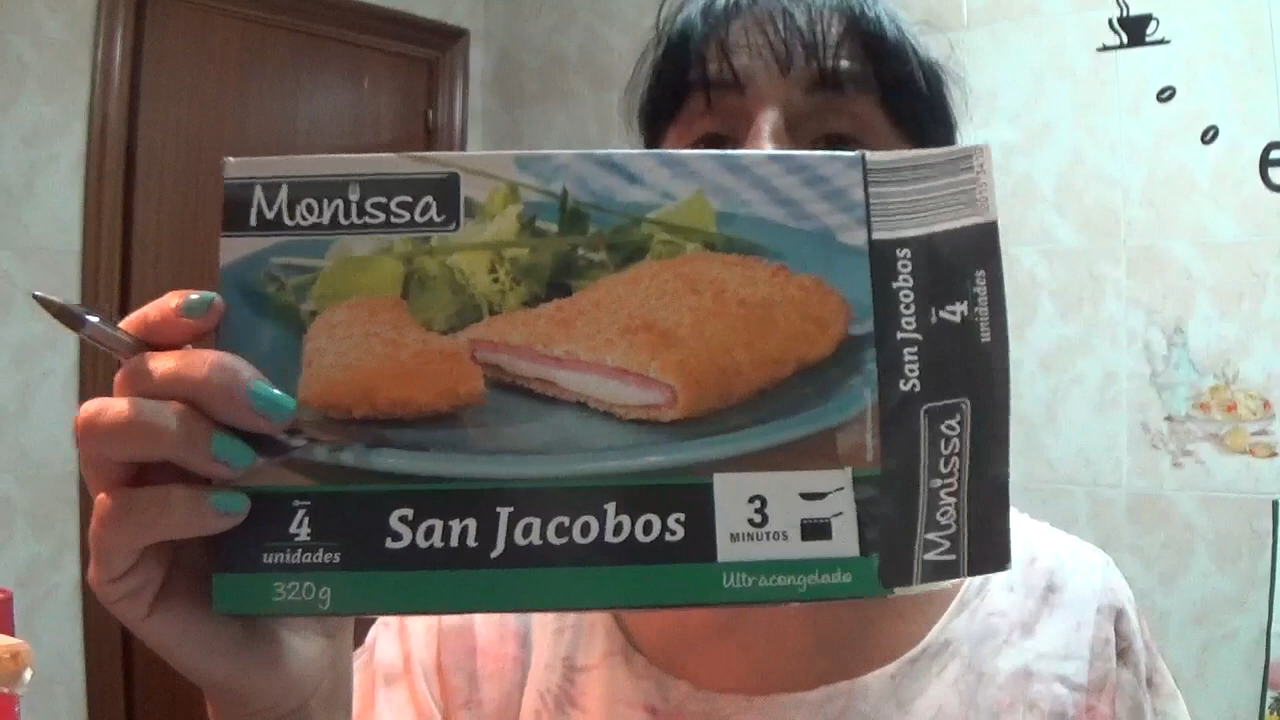 Monissa
4
unidades
San Jacobos
3
MINUTOS
320g
Ultracongelado
San Jacobos
4
unidades
Monissa
e